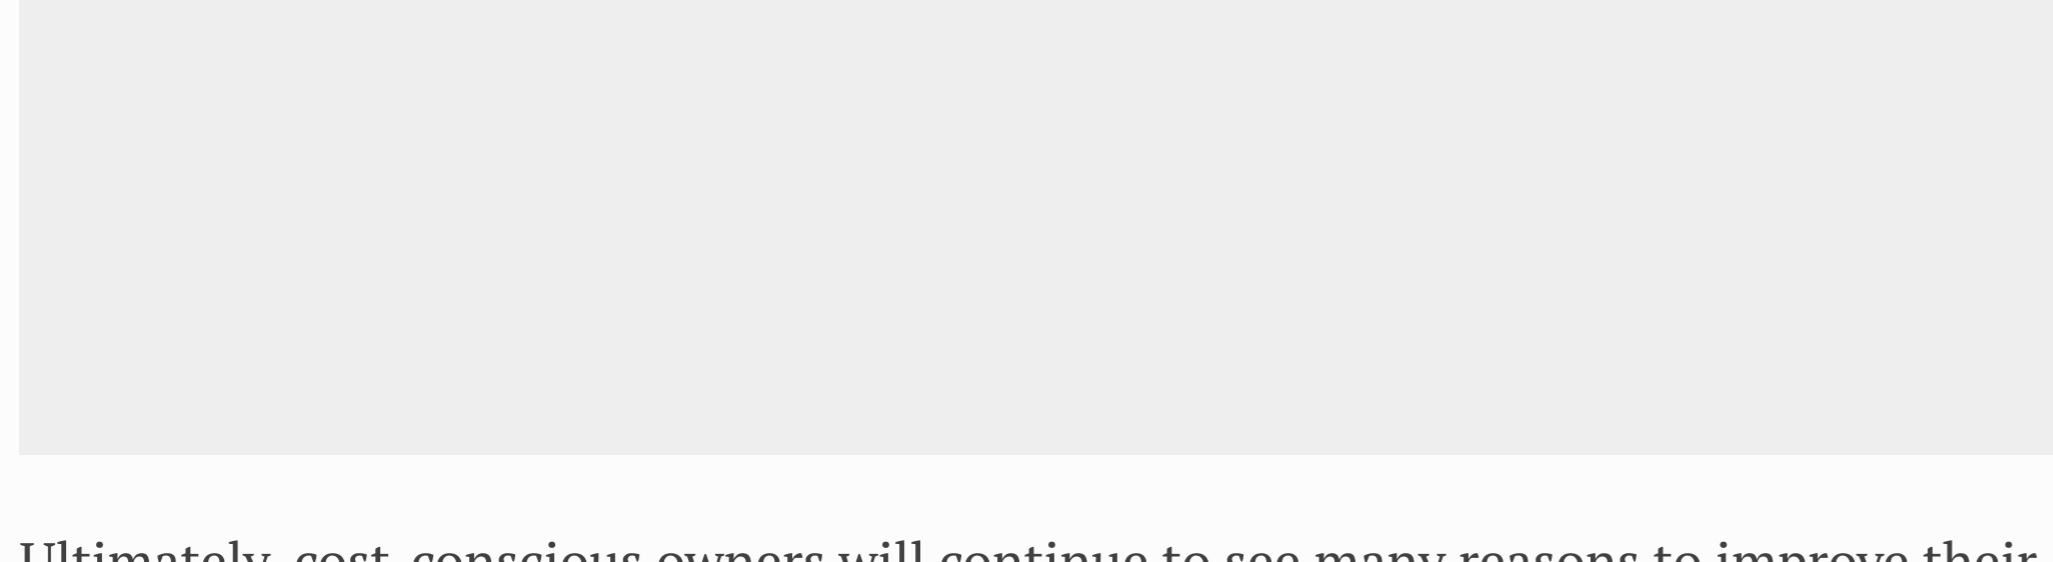 Ultimately, cost-conscious owners will continue to see many reasons to improve their